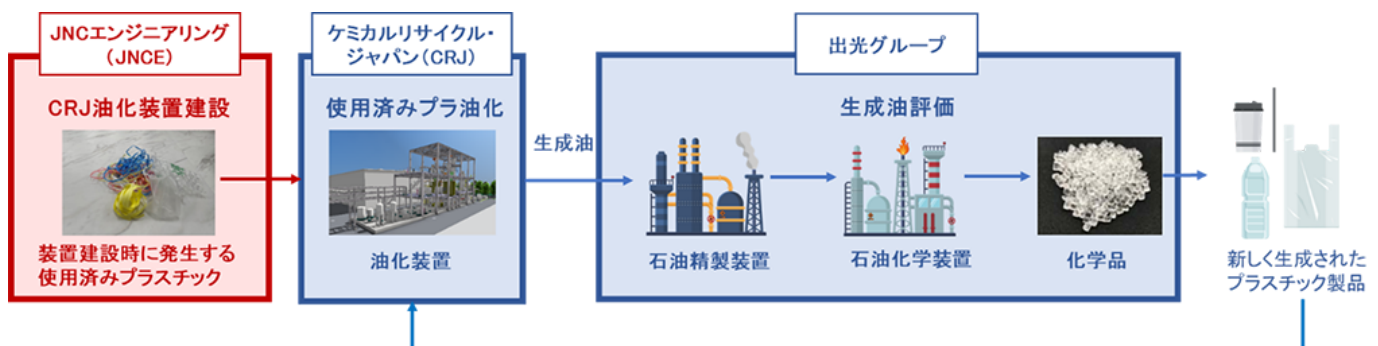 JNCエンジニアリング
（JNCE）
CRJ油化装置建設
装置建設時に発生する
使用済みプラスチック
ケミカルリサイクル・
ジャパン（CRJ）
使用済みプラ油化
油化装置
生成油
出光グループ
生成油評価
石油精製装置
石油化学装置
化学品
新しく生成された
プラスチック製品